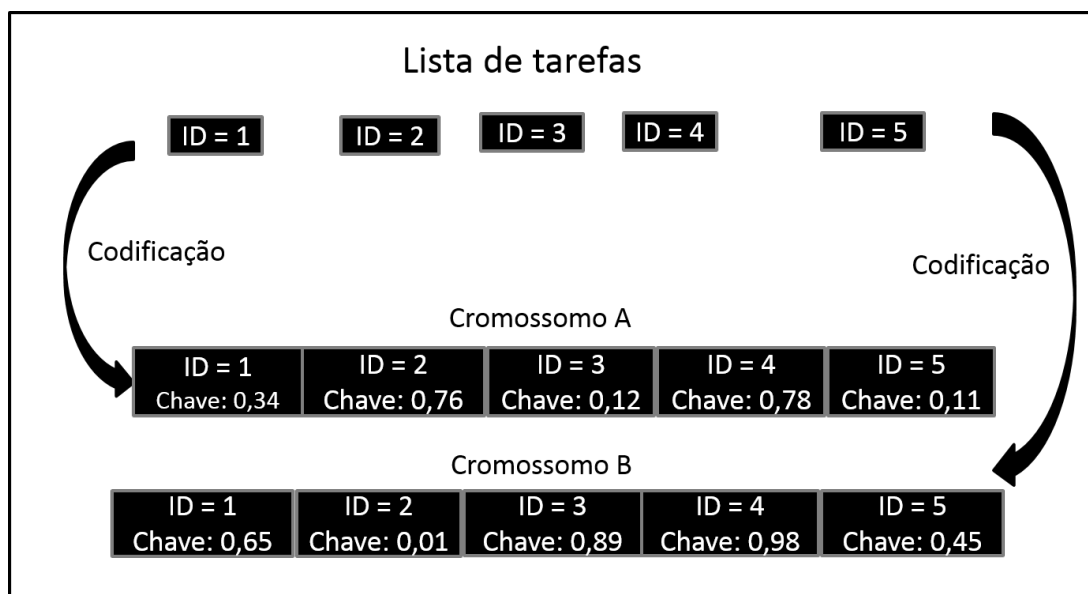 Lista de tarefas
ID = 1 ID = 2 ID = 3 ID = 4 ID = 5
Codificação
Codificação
Cromossomo A
ID = 1 ID = 2 ID = 3 ID = 4 ID = 5
Chave: 0,34 Chave: 0,76 Chave: 0,12 Chave: 0,78 Chave: 0,11
Cromossomo B
ID = 1 ID = 2 ID = 3 ID = 4 ID = 5
Chave: 0,65 Chave: 0,01 Chave: 0,89 Chave: 0,98 Chave: 0,45